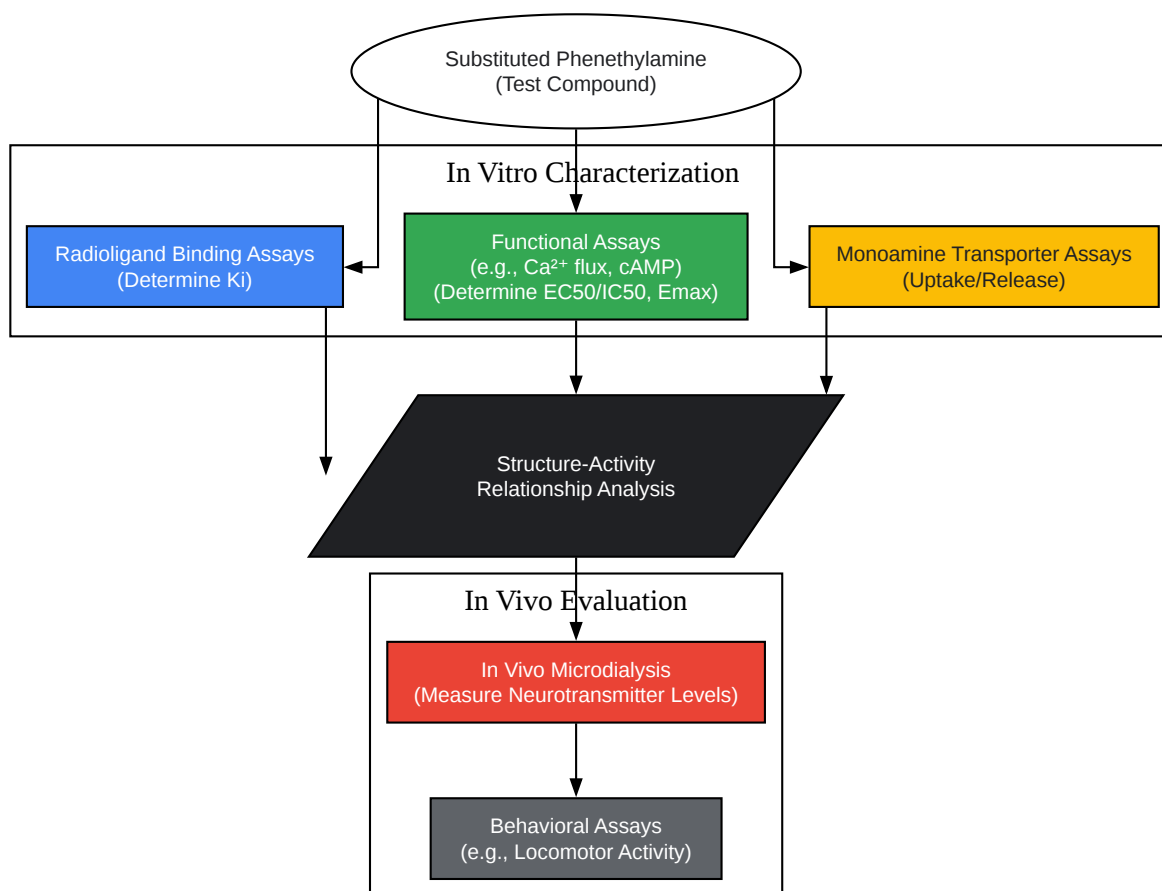 Substituted Phenethylamine
(Test Compound)
In Vitro Characterization
Radioligand Binding Assays
(Determine Ki)
Functional Assays
(e.g., Ca²⁺ flux, cAMP)
(Determine EC50/IC50, Emax)
Monoamine Transporter Assays
(Uptake/Release)
Structure-Activity
Relationship Analysis
In Vivo Evaluation
In Vivo Microdialysis
(Measure Neurotransmitter Levels)
Behavioral Assays
(e.g., Locomotor Activity)